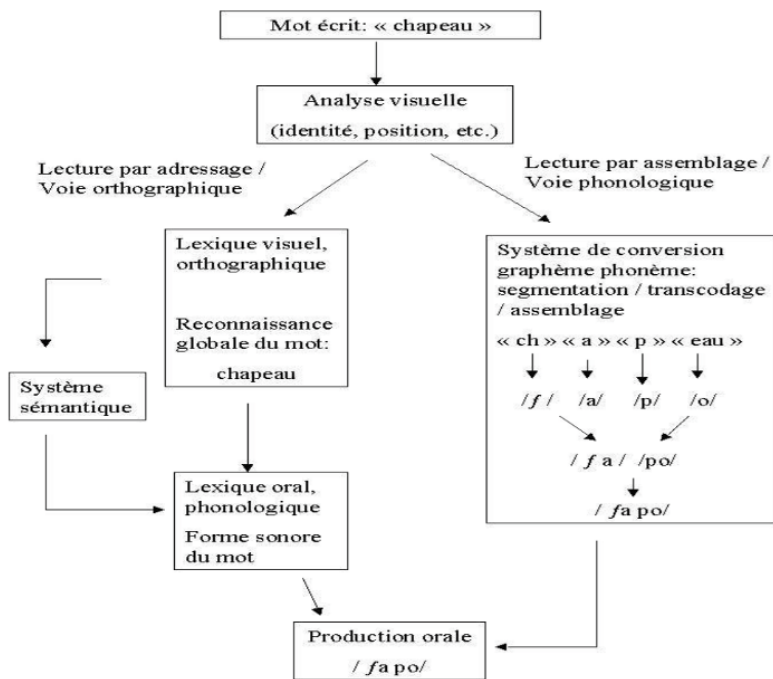 Mot écrit: « chapeau »
Analyse visuelle
(identité, position, etc.)
Lecture par adressage /
Voie orthographique
Lecture par assemblage /
Voie phonologique
Lexique visuel,
orthographique
Reconnaissance
globale du mot:
chapeau
Système
sémantique
Lexique oral,
phonologique
Forme sonore
du mot
Système de conversion
graphème phonème:
segmentation / transcodage
/ assemblage
« ch » « a » « p » « eau »
/ƒ / /a/ /p/ /o/
/ ƒ a / /po/
/ ƒa po/
Production orale
/ ƒa po/